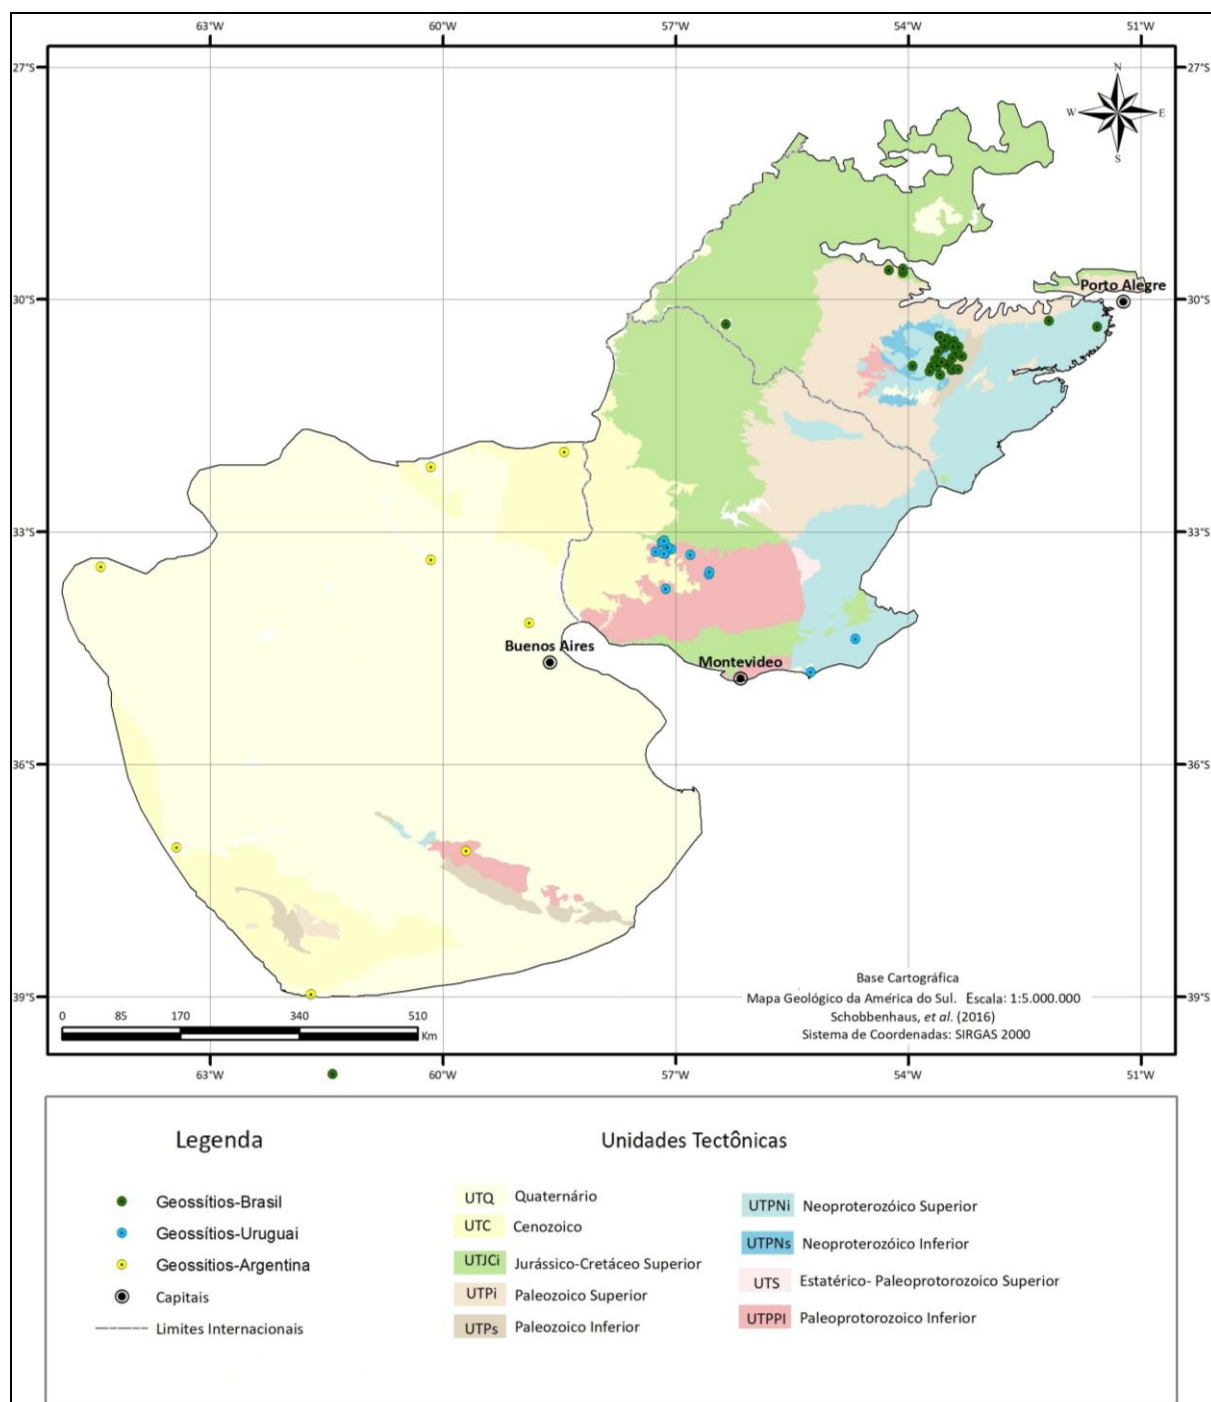 63°W 60°W 57°W 54°W 51°W
27°S 27°S
N
W E
S
30°S 30°S
Porto Alegre
33°S 33°S
Buenos Aires
Montevideo
36°S 36°S
39°S 39°S
Base Cartográfica
Mapa Geológico da América do Sul. Escala: 1:5.000.000
Schobbenhaus, et al. (2016)
Sistema de Coordenadas: SIRGAS 2000
0 85 170 340 510
Km
63°W 60°W 57°W 54°W 51°W
Legenda
Geossítios-Brasil
Geossítios-Uruguai
Geossitios-Argentina
Capitais
Limites Internacionais
Unidades Tectônicas
UTQ Quaternário
UTC Cenozoico
UTJCi Jurássico-Cretáceo Superior
UTPi Paleozoico Superior
UTPs Paleozoico Inferior
UTPNi Neoproterozóico Superior
UTPNs Neoproterozóico Inferior
UTS Estatérico- Paleoprotorozoico Superior
UTPPI Paleoprotorozoico Inferior